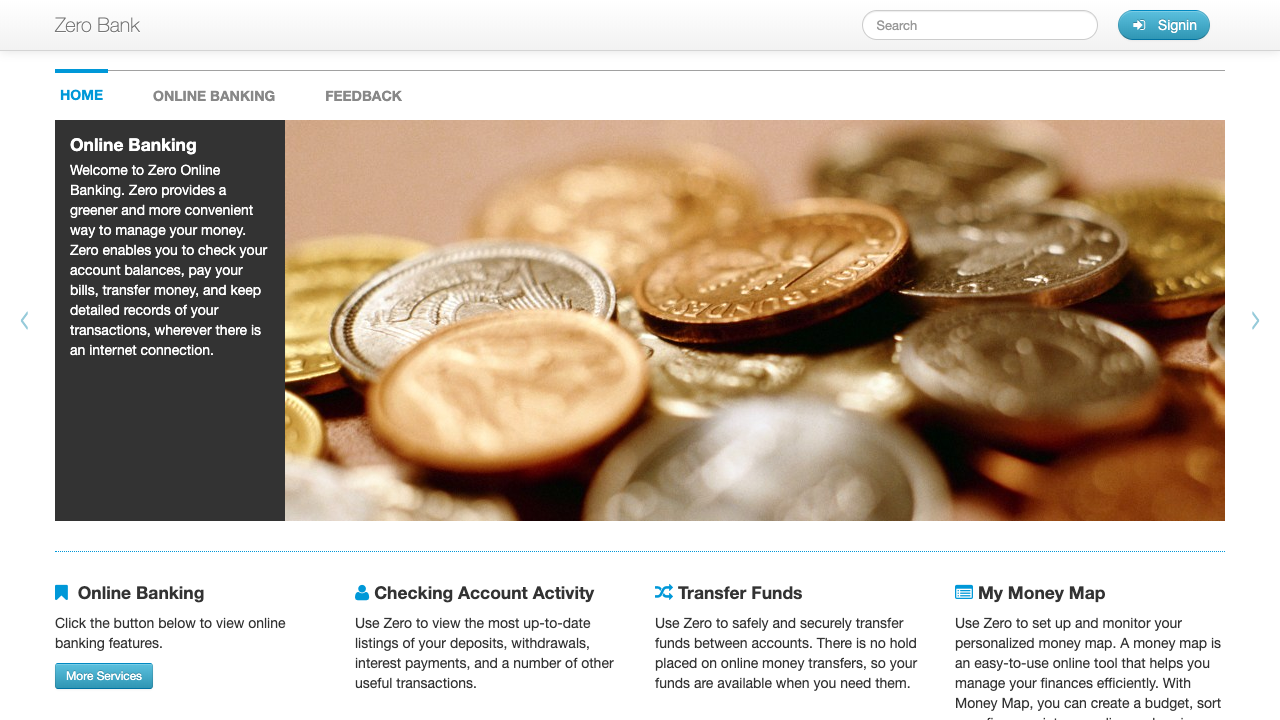 Zero Bank
Search
Signin
HOME
ONLINE BANKING
FEEDBACK
Online Banking
Welcome to Zero Online
Banking. Zero provides a
greener and more convenient
way to manage your money.
Zero enables you to check your
account balances, pay your
bills, transfer money, and keep
detailed records of your
transactions, wherever there is
an internet connection.
Online Banking
Click the button below to view online
banking features.
More Services
Checking Account Activity
Use Zero to view the most up-to-date
listings of your deposits, withdrawals,
interest payments, and a number of other
useful transactions.
Transfer Funds
Use Zero to safely and securely transfer
funds between accounts. There is no hold
placed on online money transfers, so your
funds are available when you need them.
My Money Map
Use Zero to set up and monitor your
personalized money map. A money map is
an easy-to-use online tool that helps you
manage your finances efficiently. With
Money Map, you can create a budget, sort